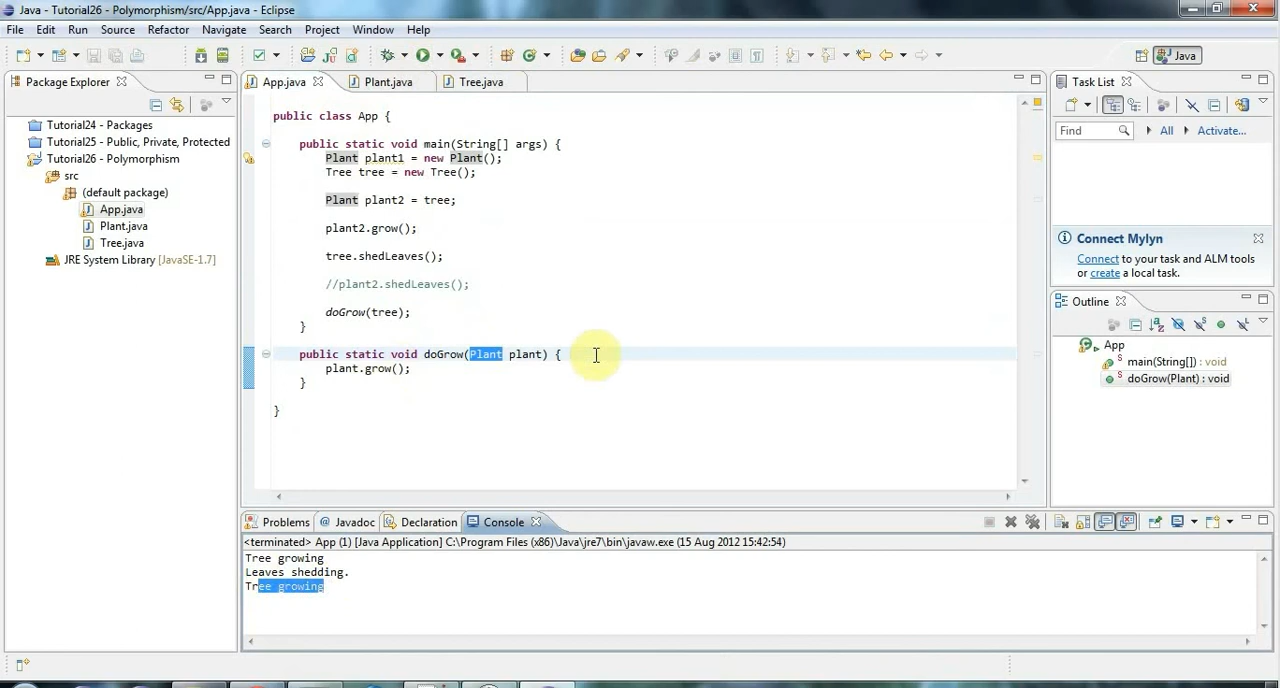 Java - Tutorial26 - Polymorphism/src/App.java - Eclipse
File Edit Run Source Refactor Navigate Search Project Window Help
Java
Package Explorer
Tutorial24 - Packages
Tutorial25 - Public, Private, Protected
Tutorial26 - Polymorphism
src
(default package)
App.java
Plant.java
Tree.java
JRE System Library [JavaSE-1.7]
App.java Plant.java Tree.java
public class App {
public static void main(String[] args) {
Plant plant1 = new Plant();
Tree tree = new Tree();
Plant plant2 = tree;
plant2.grow();
tree.shedLeaves();
//plant2.shedLeaves();
doGrow(tree);
}
public static void doGrow(Plant plant) {
plant.grow();
}
}
Task List
Find All Activate...
Connect Mylyn
Connect to your task and ALM tools
or create a local task.
Outline
App
main(String[]) : void
doGrow(Plant) : void
Problems @ Javadoc Declaration Console
<terminated> App (1) [Java Application] C:\Program Files (x86)\Java\jre7\bin\javaw.exe (15 Aug 2012 15:42:54)
Tree growing
Leaves shedding.
Tree growing